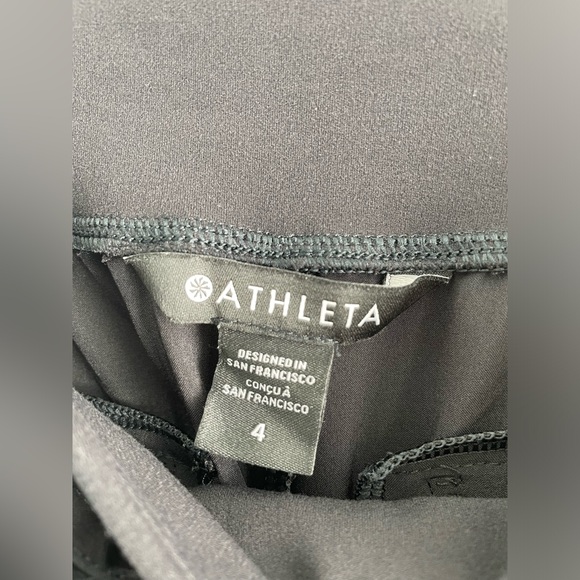 ATHLETA
DESIGNED IN
SAN FRANCISCO
CONÇU À
SAN FRANCISCO
4